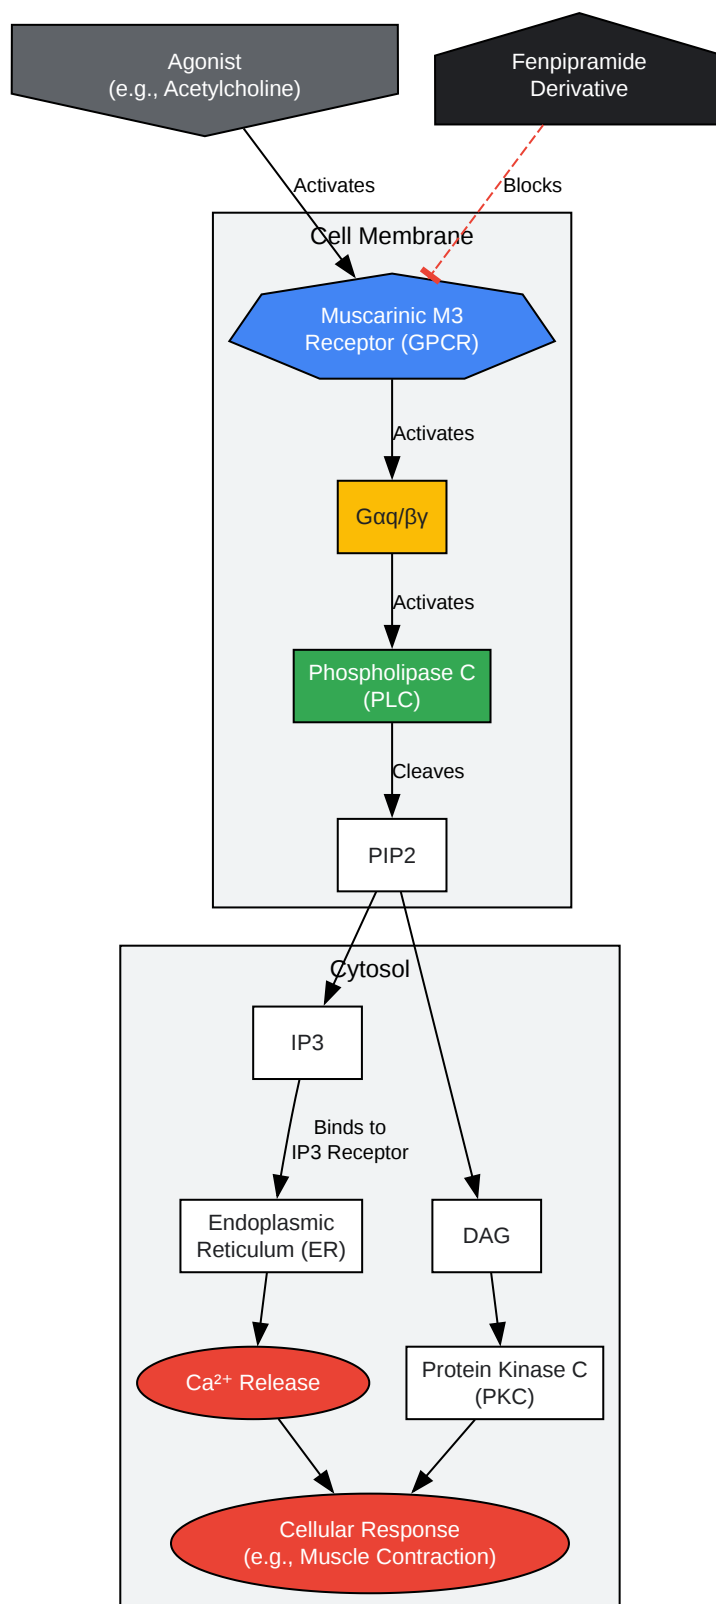 Agonist
(e.g., Acetylcholine)
Fenpipramide
Derivative
Activates
Blocks
Cell Membrane
Muscarinic M3
Receptor (GPCR)
Activates
Gαq/βγ
Activates
Phospholipase C
(PLC)
Cleaves
PIP2
Cytosol
IP3
Binds to
IP3 Receptor
Endoplasmic
Reticulum (ER)
DAG
Ca²⁺ Release
Protein Kinase C
(PKC)
Cellular Response
(e.g., Muscle Contraction)